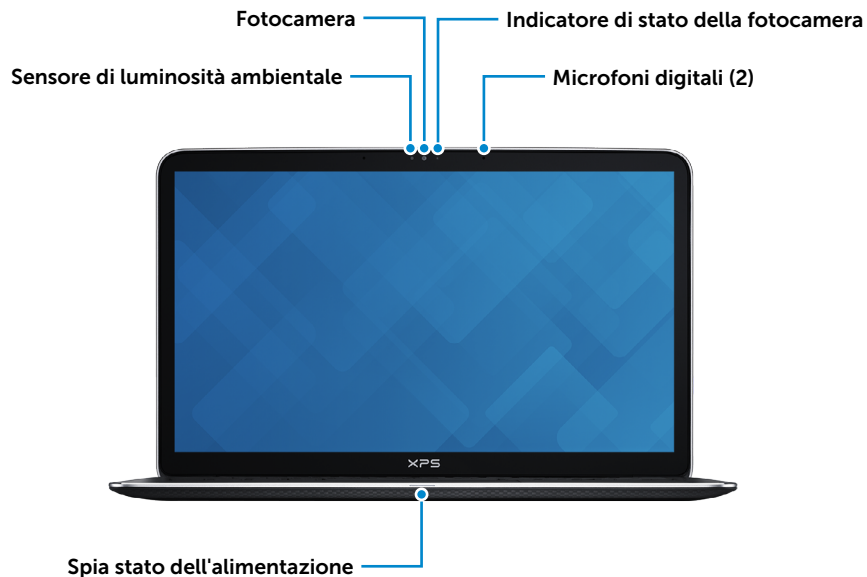 Fotocamera
Indicatore di stato della fotocamera
Sensore di luminosità ambientale
Microfoni digitali (2)
XPS
Spia stato dell'alimentazione